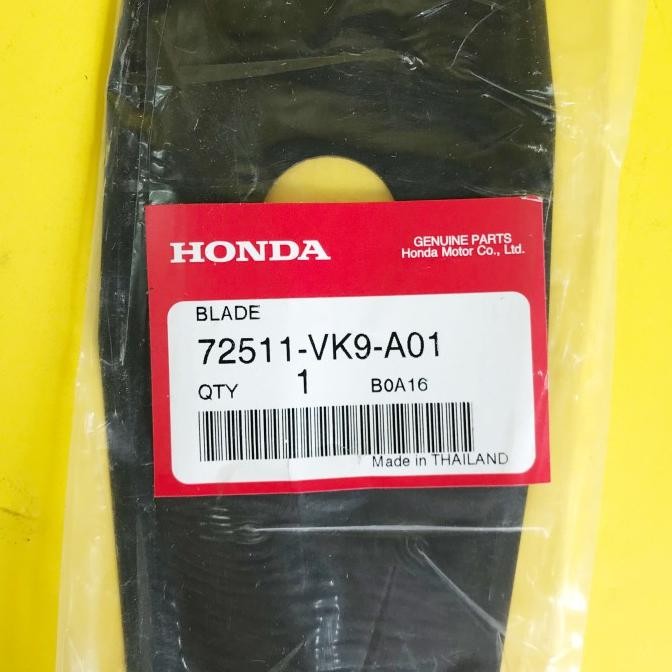 HONDA
GENUINE PARTS
Honda Motor Co., Ltd.
BLADE
72511-VK9-A01
QTY 1 B0A16
Made in THAILAND